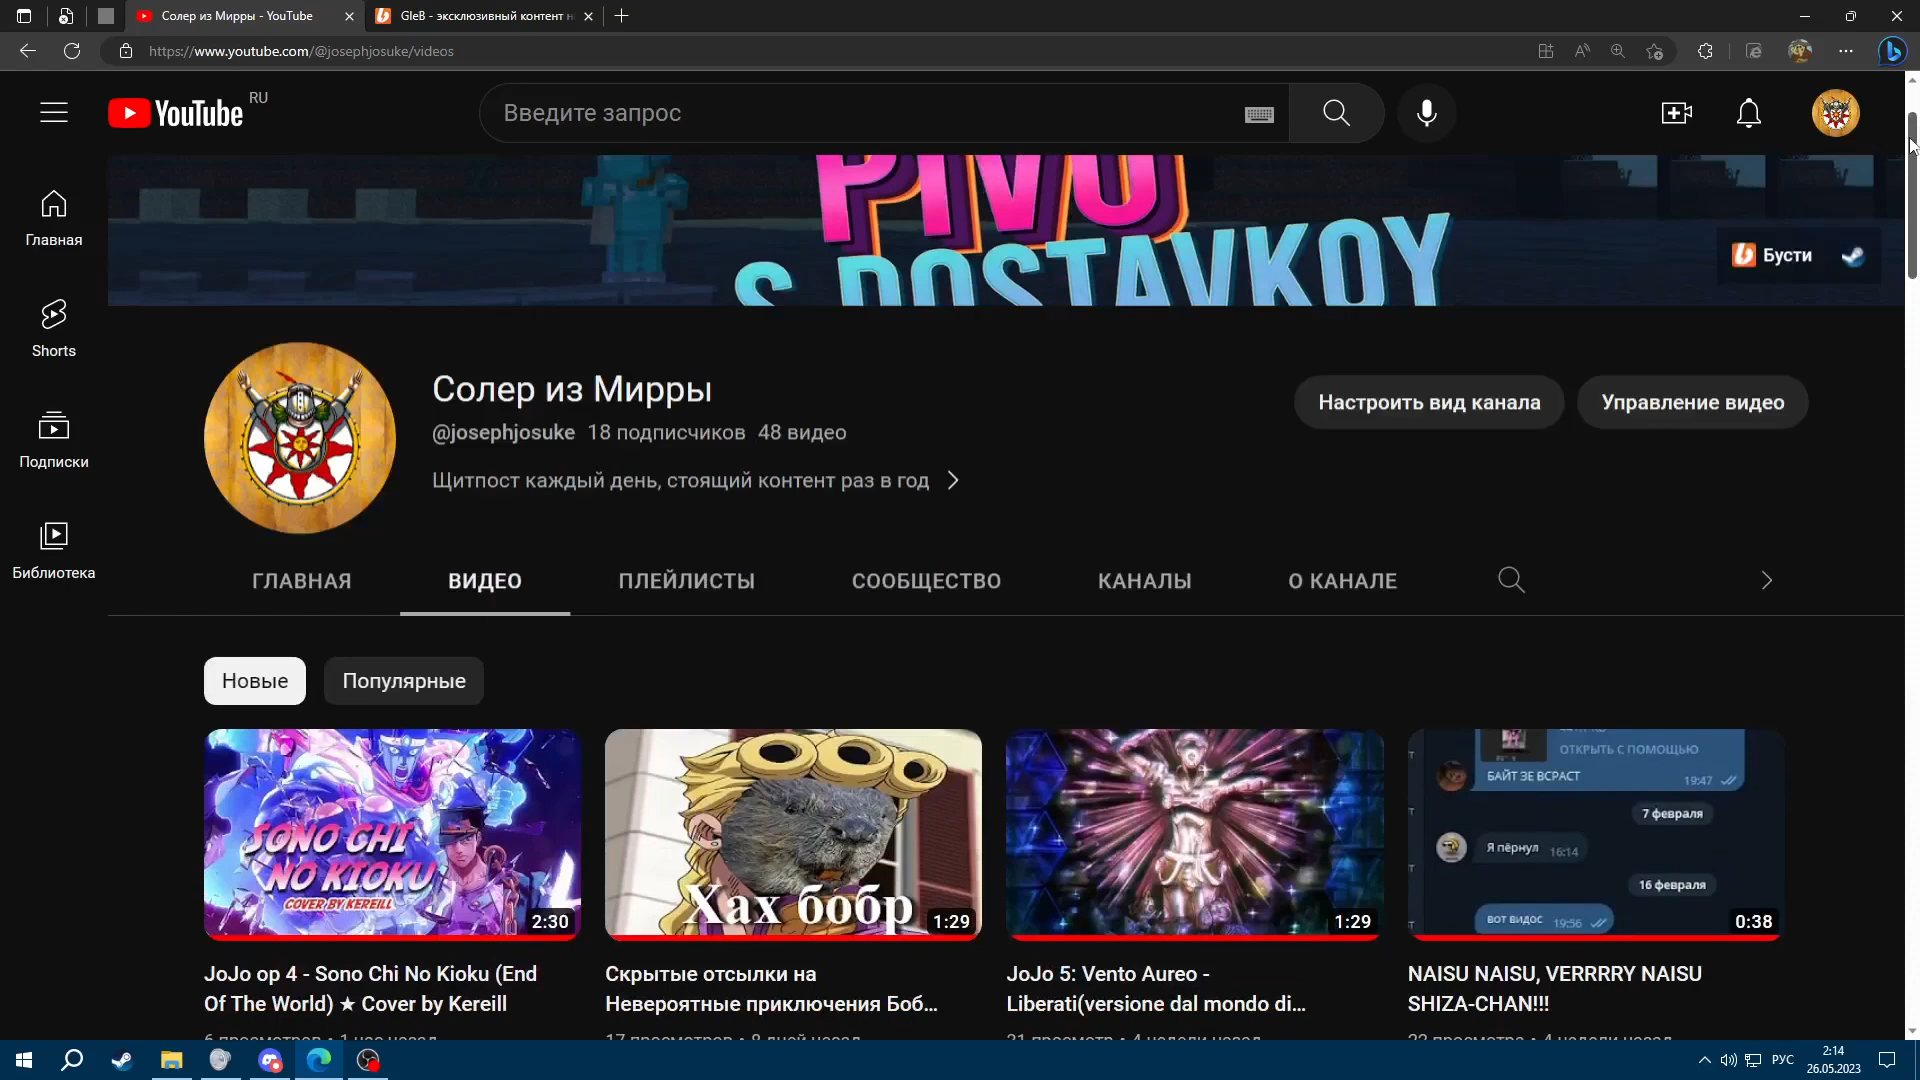 Солер из Мирры - YouTube
GleB - эксклюзивный контент н
https://www.youtube.com/@josephjosuke/videos
YouTube
RU
Введите запрос
PIVO
S DOSTAVKOY
Бусти
Главная
Shorts
Подписки
Библиотека
Солер из Мирры
@josephjosuke 18 подписчиков 48 видео
Щитпост каждый день, стоящий контент раз в год
Настроить вид канала
Управление видео
ГЛАВНАЯ
ВИДЕО
ПЛЕЙЛИСТЫ
СООБЩЕСТВО
КАНАЛЫ
О КАНАЛЕ
Новые
Популярные
SONO CHI
NO KIOKU
COVER BY KEREILL
2:30
Хах бобр
1:29
1:29
ОТКРЫТЬ С ПОМОЩЬЮ
БАЙТ ЗЕ ВСРАСТ
19:47
7 февраля
Я пёрнул 16:14
16 февраля
вот видос 19:56
0:38
JoJo op 4 - Sono Chi No Kioku (End
Of The World) ★ Cover by Kereill
Скрытые отсылки на
Невероятные приключения Боб...
JoJo 5: Vento Aureo -
Liberati(versione dal mondo di...
NAISU NAISU, VERRRRY NAISU
SHIZA-CHAN!!!
6 просмотров • 1 час назад
17 просмотров • 8 дней назад
21 просмотр • 4 недели назад
РУС
2:14
26.05.2023